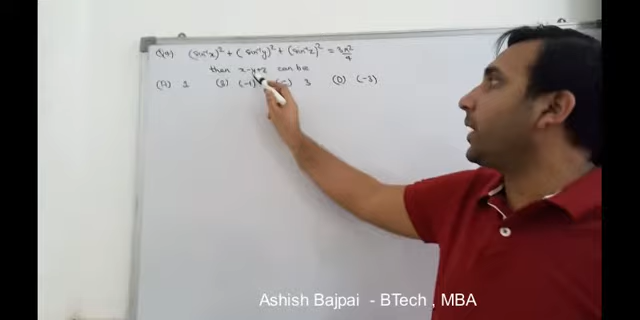 (sin⁻¹x)² + (sin⁻¹y)² + (sin⁻¹z)² = 3π²/4
then x-y+z can be
(A) 1 (B) (-1) 3 (D) (-3)
Ashish Bajpai - BTech , MBA